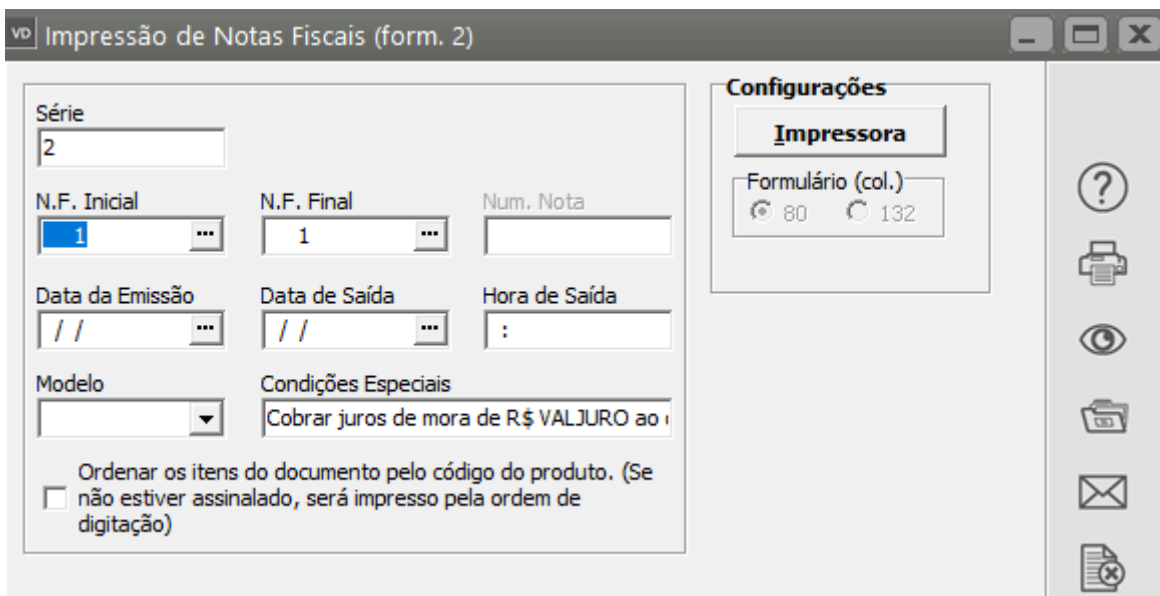 VD Impressão de Notas Fiscais (form. 2)
Configurações
Série
2
Impressora
N.F. Inicial N.F. Final Num. Nota
1 ... 1 ...
Formulário (col.)
80 132
Data da Emissão Data de Saída Hora de Saída
/ / ... / / ... :
Modelo Condições Especiais
Cobrar juros de mora de R$ VALJURO ao
Ordenar os itens do documento pelo código do produto. (Se
não estiver assinalado, será impresso pela ordem de
digitação)
?